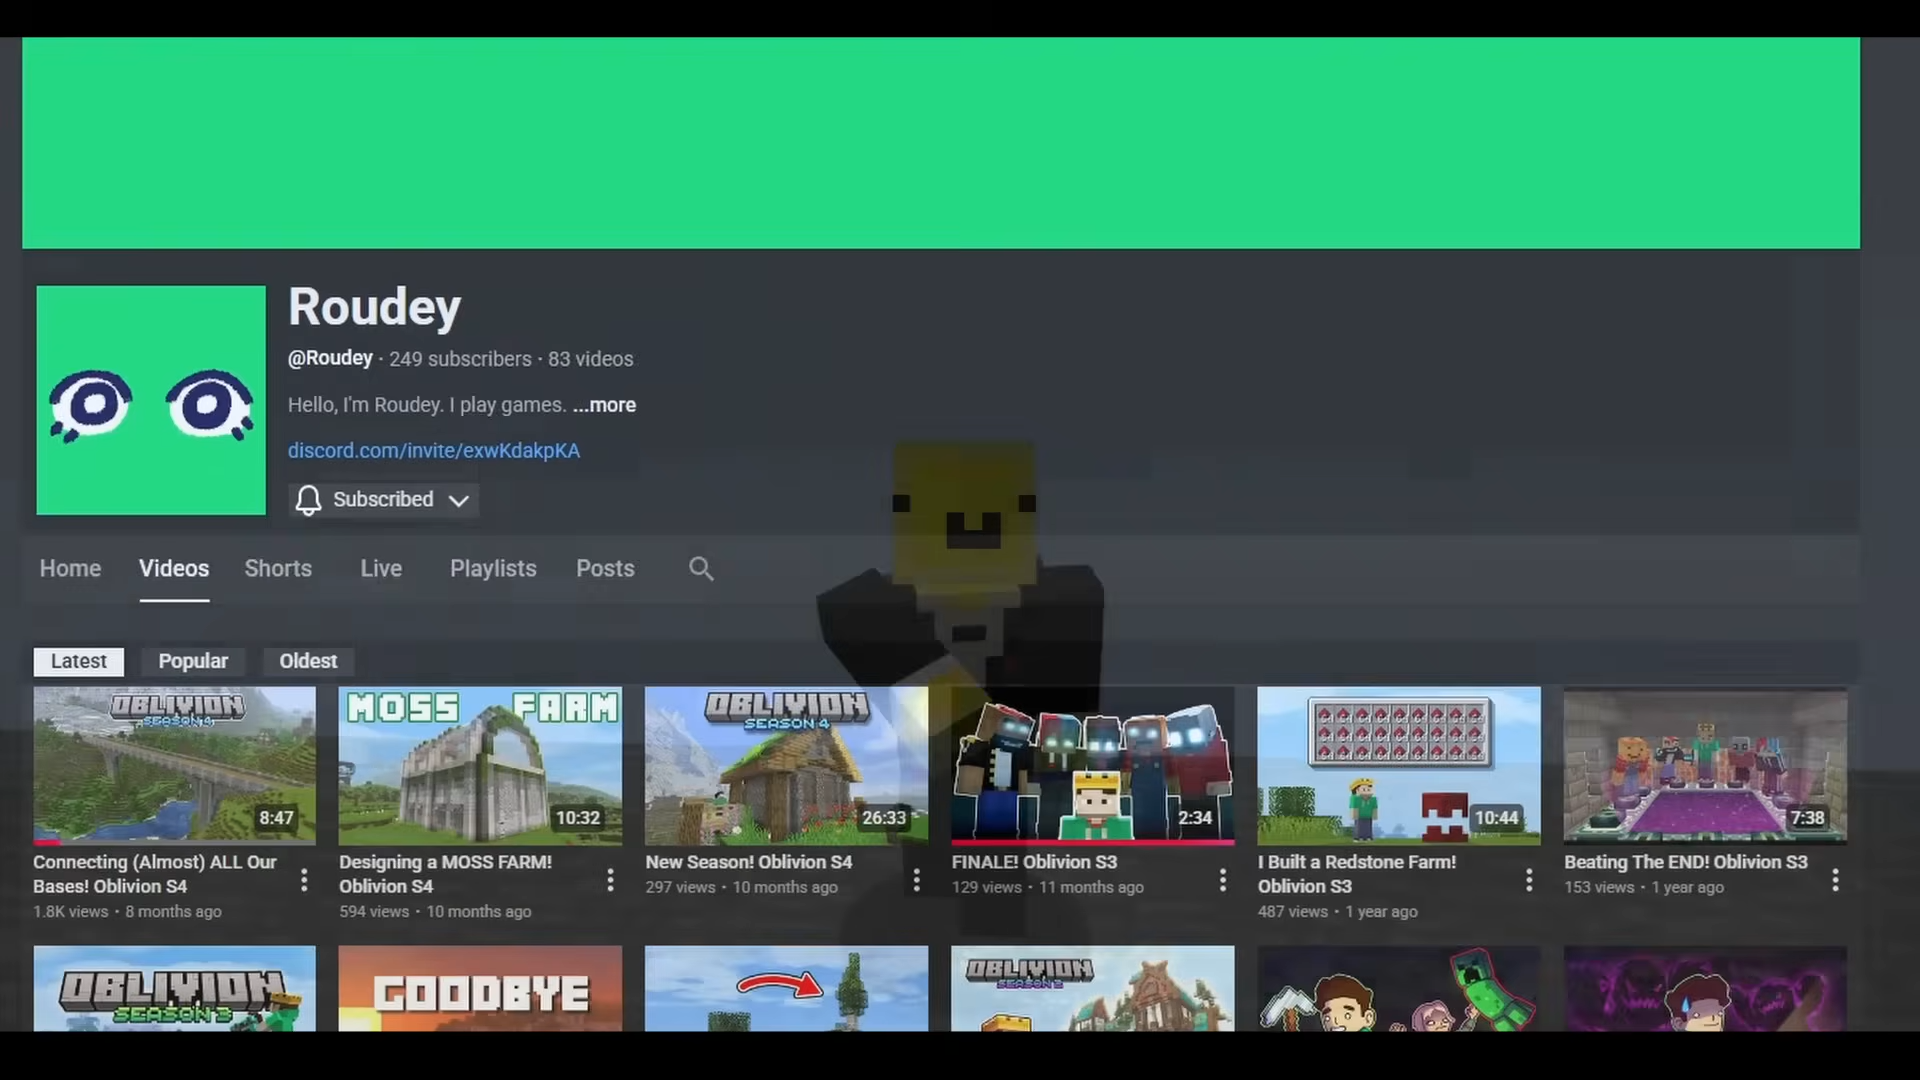 Roudey
@Roudey · 249 subscribers · 83 videos
Hello, I'm Roudey. I play games. ...more
discord.com/invite/exwKdakpKA
Subscribed
Home Videos Shorts Live Playlists Posts
Latest Popular Oldest
OBLIVION
SEASON 4
8:47
MOSS FARM
10:32
OBLIVION
SEASON 4
26:33
2:34
10:44
7:38
Connecting (Almost) ALL Our
Bases! Oblivion S4
1.8K views • 8 months ago
Designing a MOSS FARM!
Oblivion S4
594 views • 10 months ago
New Season! Oblivion S4
297 views • 10 months ago
FINALE! Oblivion S3
129 views • 11 months ago
I Built a Redstone Farm!
Oblivion S3
487 views • 1 year ago
Beating The END! Oblivion S3
153 views • 1 year ago
OBLIVION
SEASON 3
GOODBYE
OBLIVION